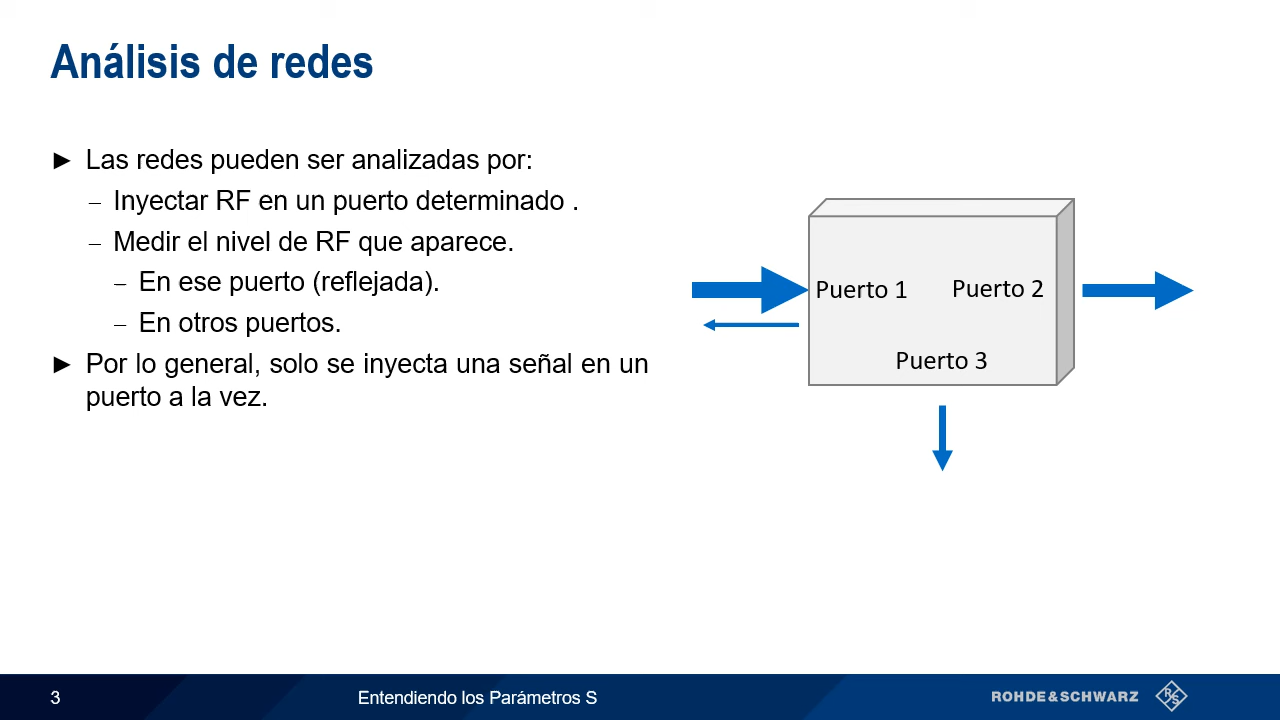 Análisis de redes
► Las redes pueden ser analizadas por:
– Inyectar RF en un puerto determinado .
– Medir el nivel de RF que aparece.
– En ese puerto (reflejada).
– En otros puertos.
► Por lo general, solo se inyecta una señal en un
puerto a la vez.
Puerto 1
Puerto 2
Puerto 3
3
Entendiendo los Parámetros S
ROHDE&SCHWARZ
R S